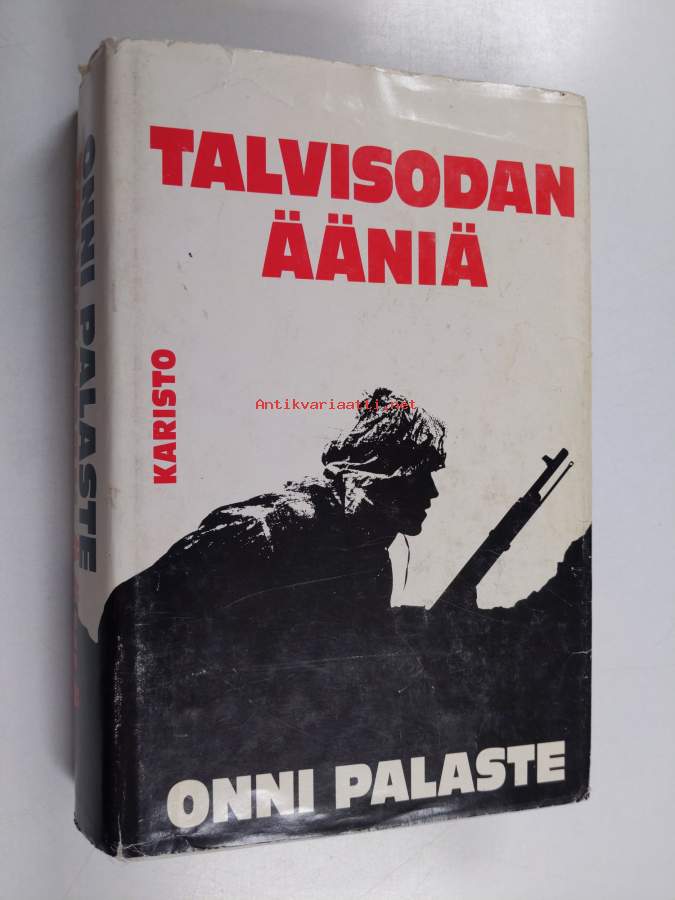 TALVISODAN
ÄÄNIÄ
KARISTO
Antikvariaatti.net
ONNI PALASTE
ONNI PALASTE